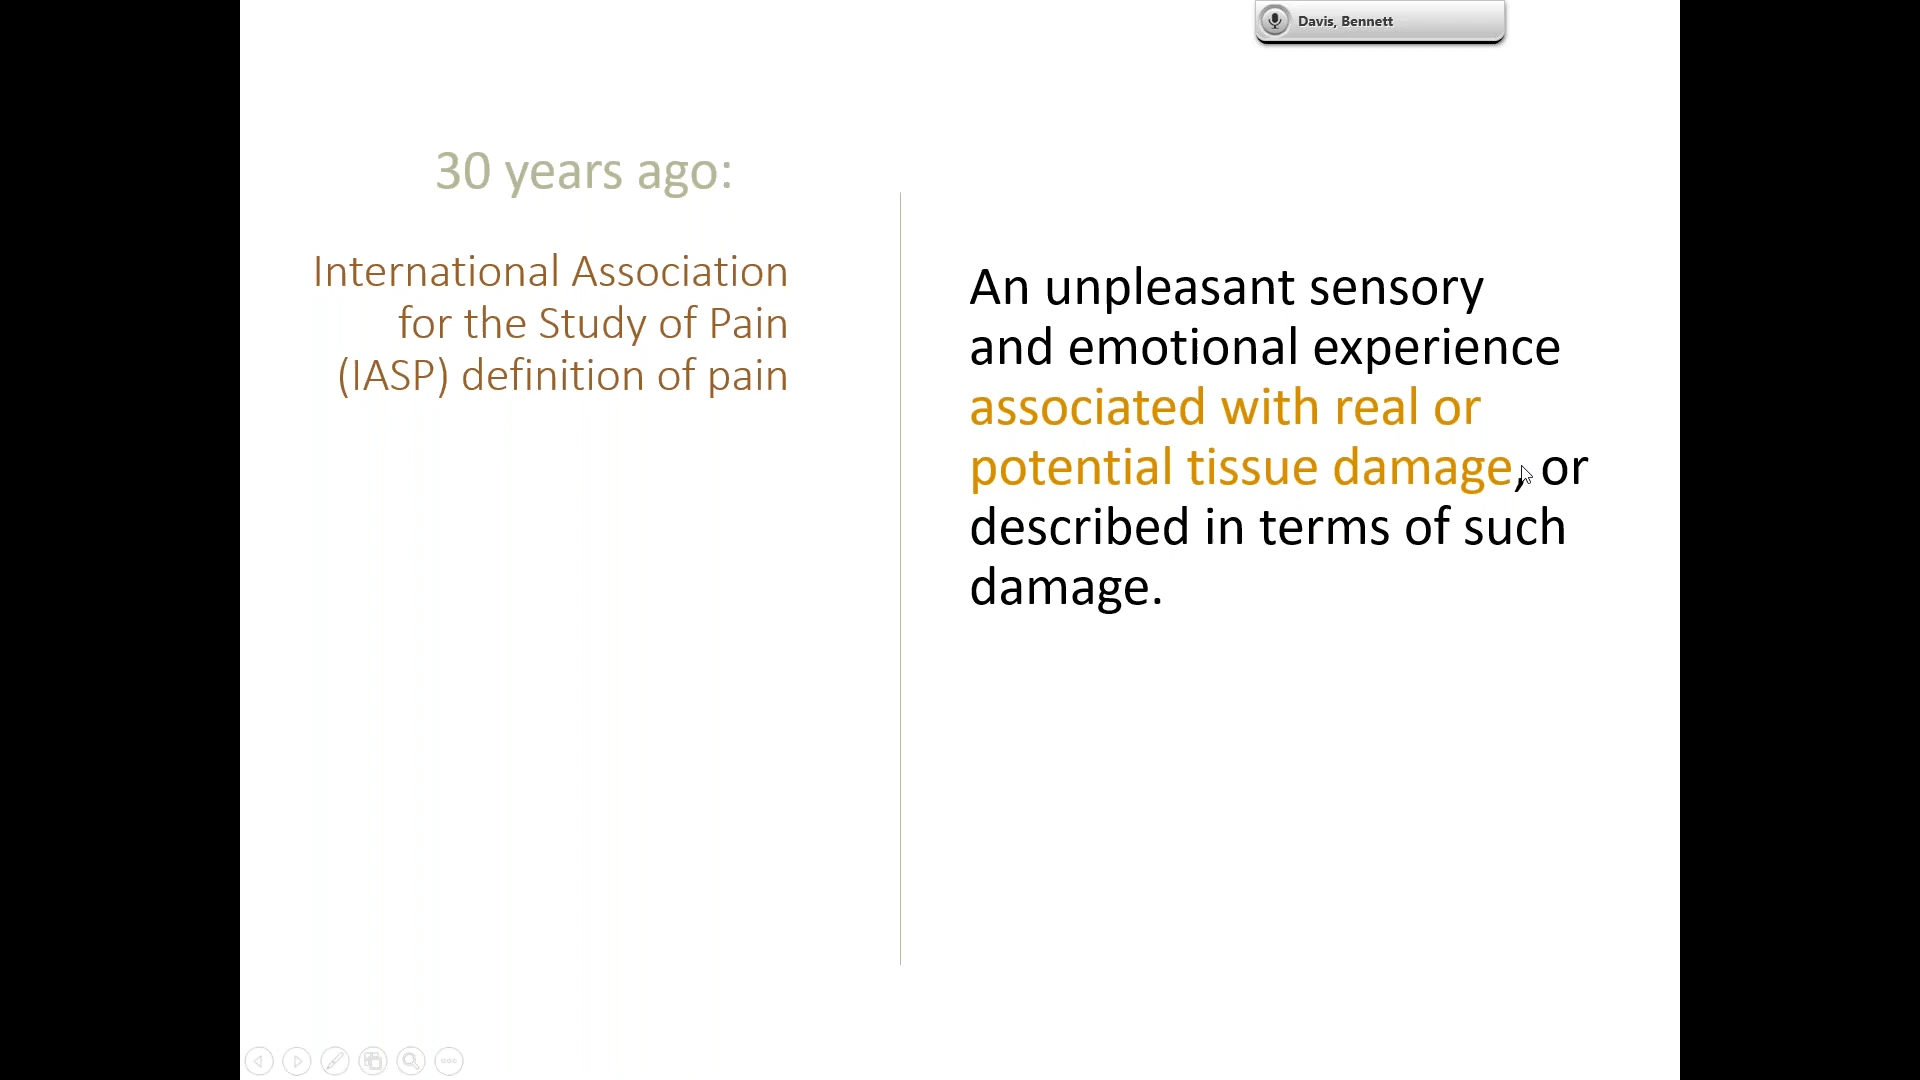 Davis, Bennett
30 years ago:
International Association
for the Study of Pain
(IASP) definition of pain
An unpleasant sensory
and emotional experience
associated with real or
potential tissue damage, or
described in terms of such
damage.